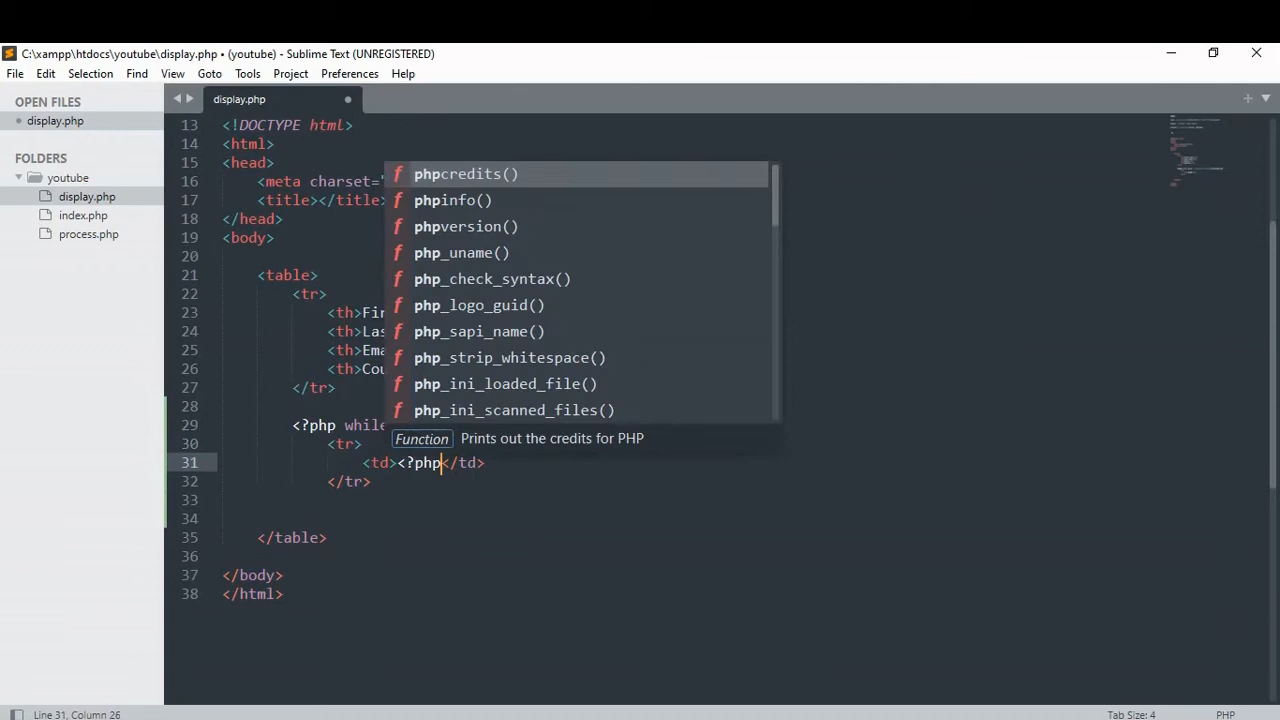 C:\xampp\htdocs\youtube\display.php • (youtube) - Sublime Text (UNREGISTERED)
File Edit Selection Find View Goto Tools Project Preferences Help
OPEN FILES
display.php
FOLDERS
youtube
display.php
index.php
process.php
display.php
13 <!DOCTYPE html>
14 <html>
15 <head>
16 <meta charset="
17 <title></title>
18 </head>
19 <body>
20
21 <table>
22 <tr>
23 <th>Fir
24 <th>Las
25 <th>Ema
26 <th>Cou
27 </tr>
28
29 <?php while
30 <tr>
31 <td><?php</td>
32 </tr>
33
34
35 </table>
36
37 </body>
38 </html>
f phpcredits()
f phpinfo()
f phpversion()
f php_uname()
f php_check_syntax()
f php_logo_guid()
f php_sapi_name()
f php_strip_whitespace()
f php_ini_loaded_file()
f php_ini_scanned_files()
Function Prints out the credits for PHP
Line 31, Column 26
Tab Size: 4
PHP